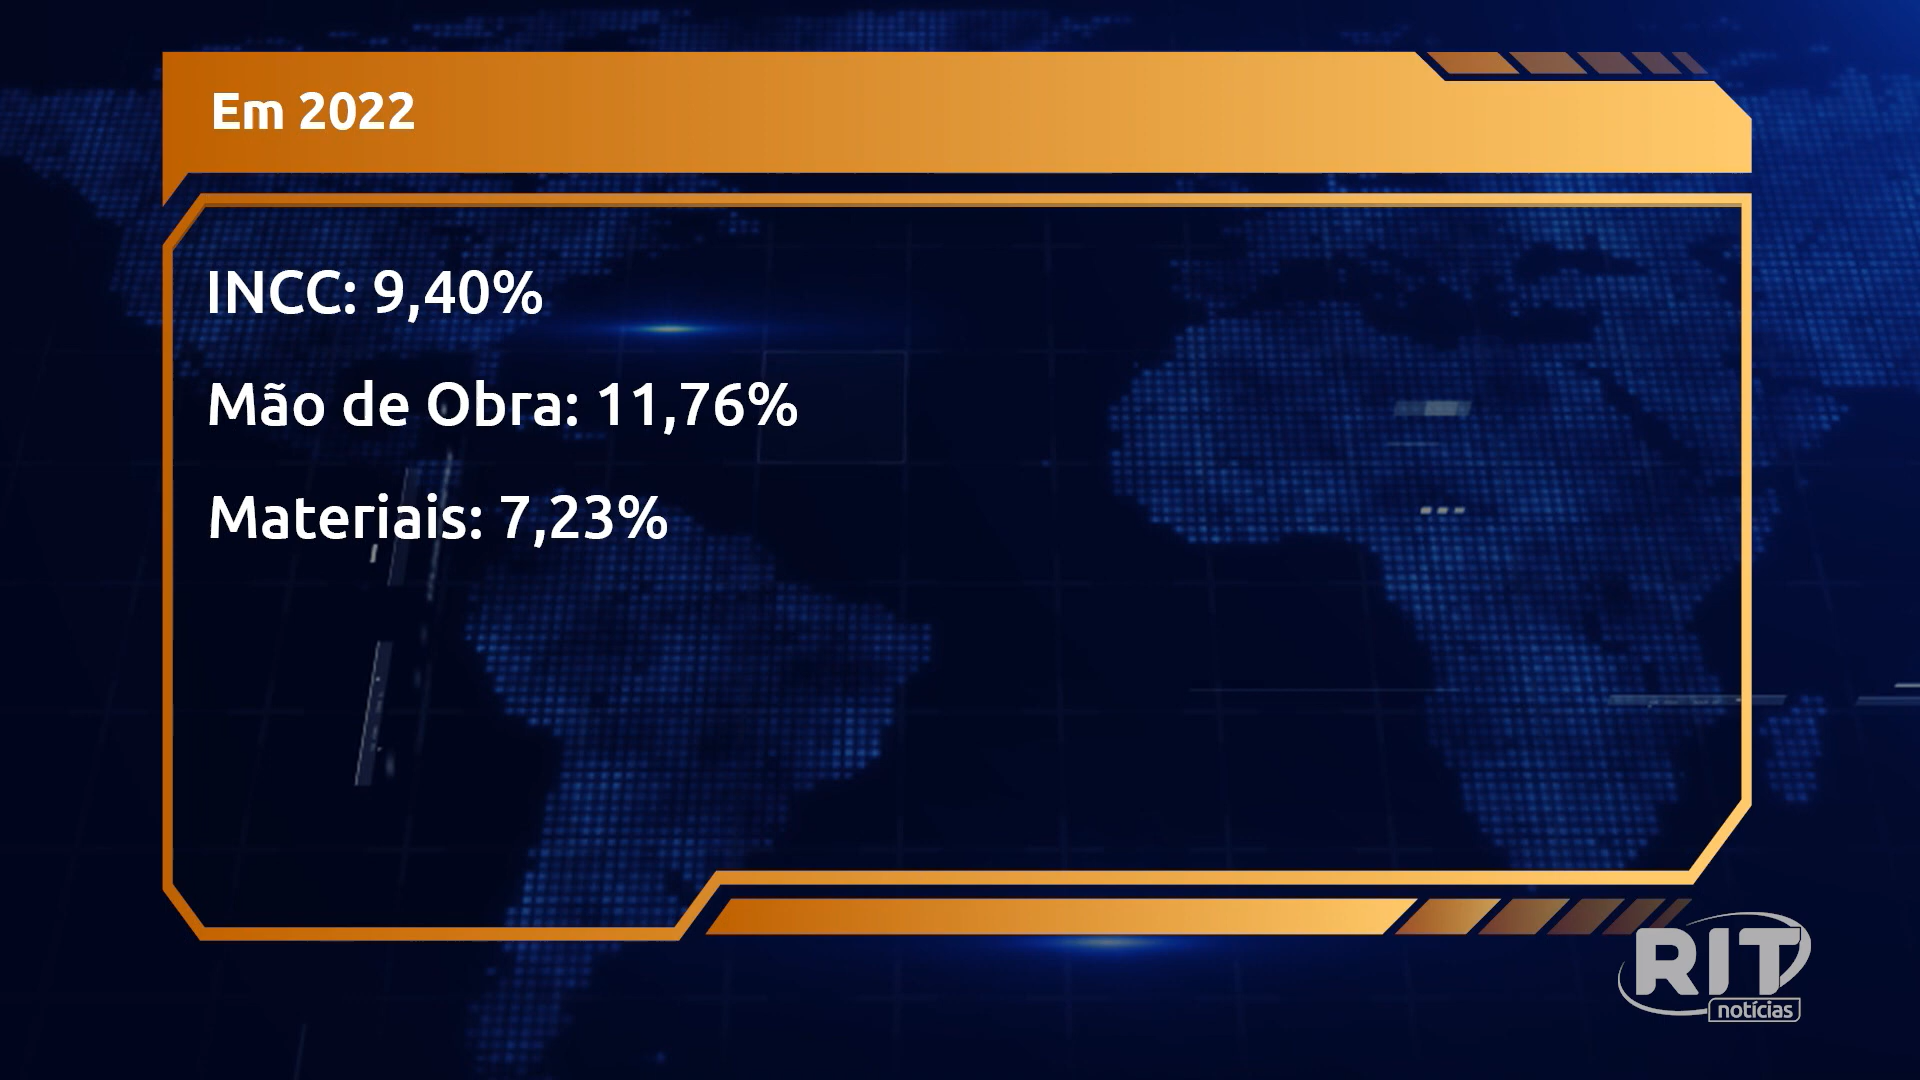 Em 2022
INCC: 9,40%
Mão de Obra: 11,76%
Materiais: 7,23%
RIT
notícias